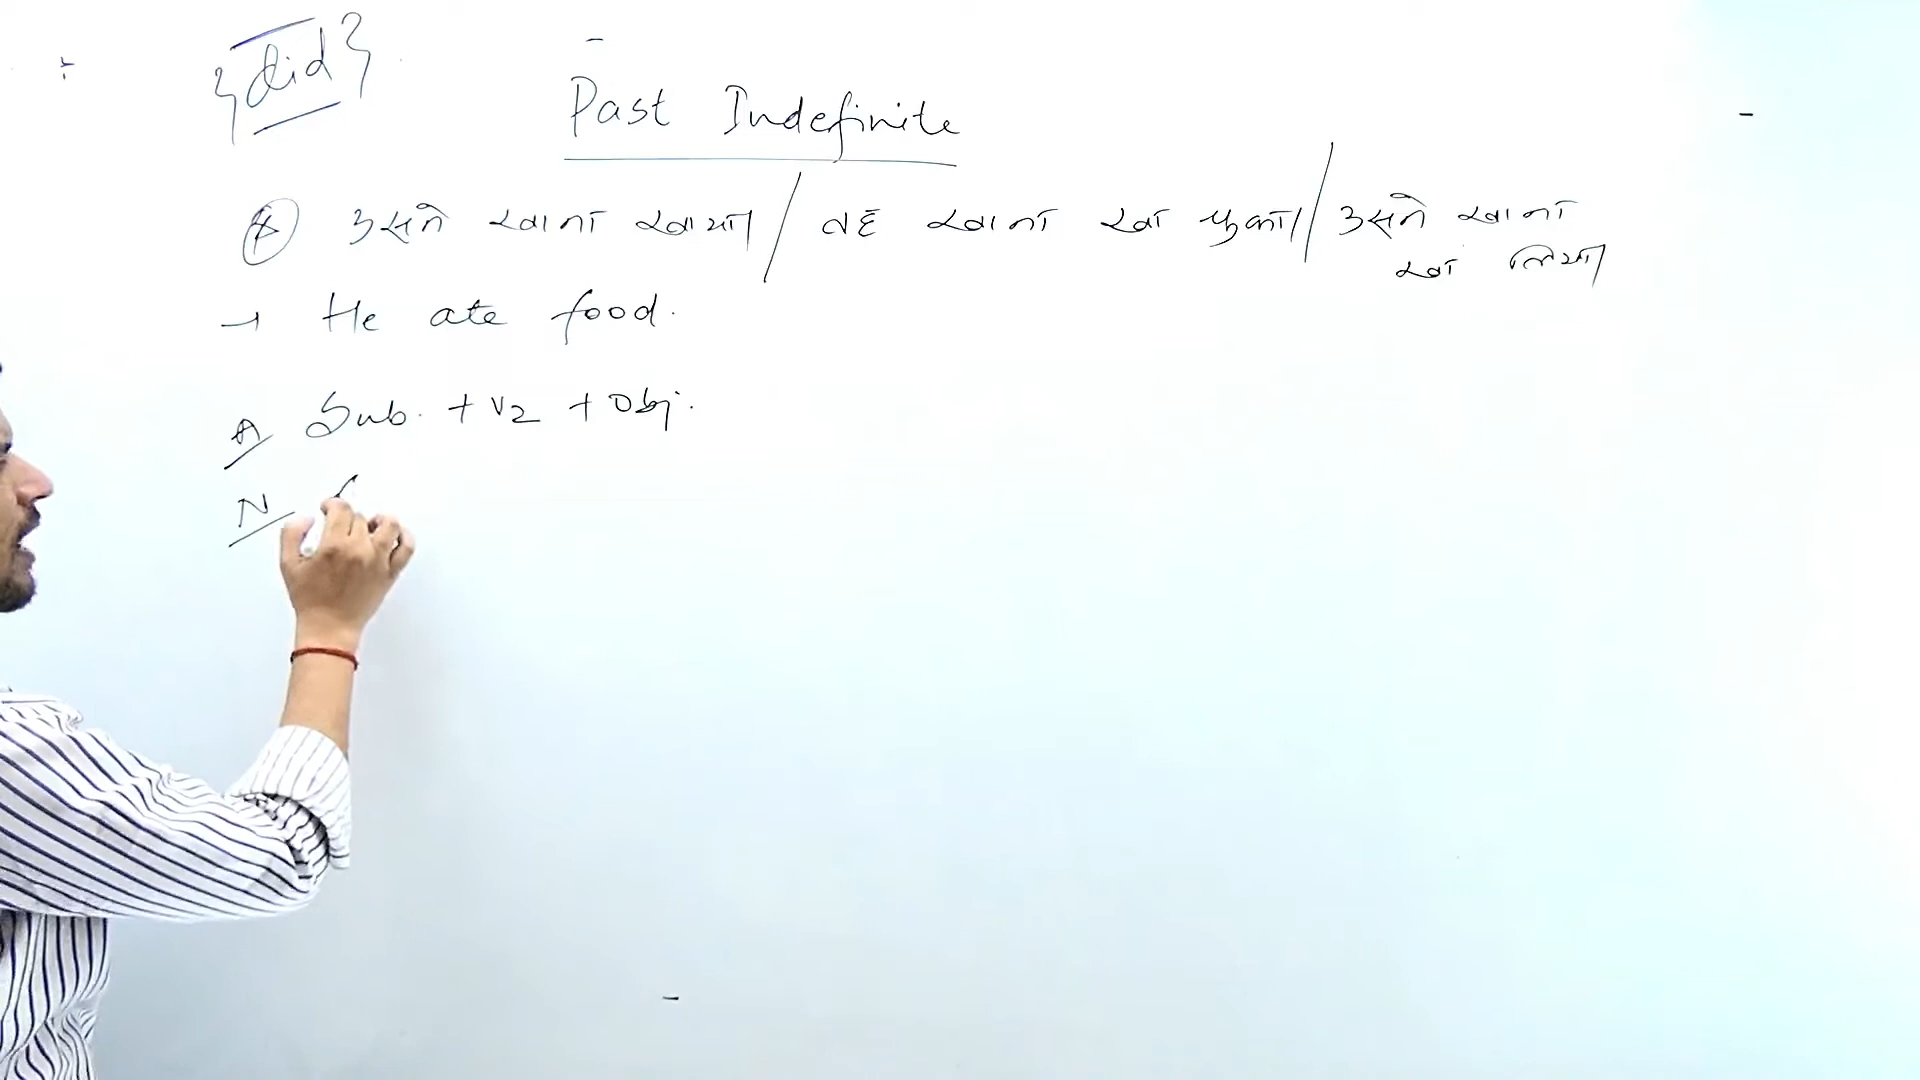 {did}
Past Indefinite
* उसने खाना खाया / वह खाना खा चुका / उसने खाना
खा लिया
→ He ate food.
A Sub. + V2 + Obj.
N